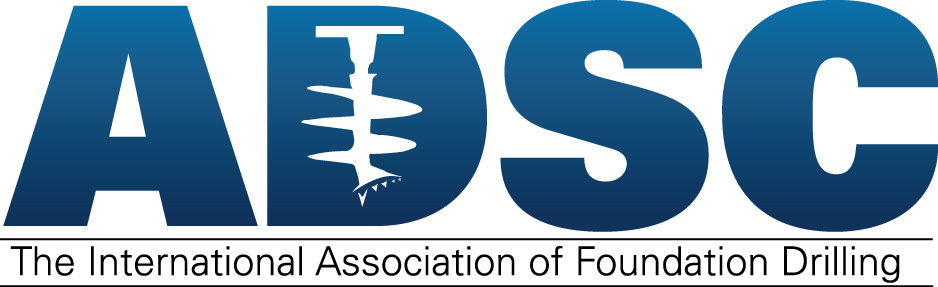 ADSC
The International Association of Foundation Drilling